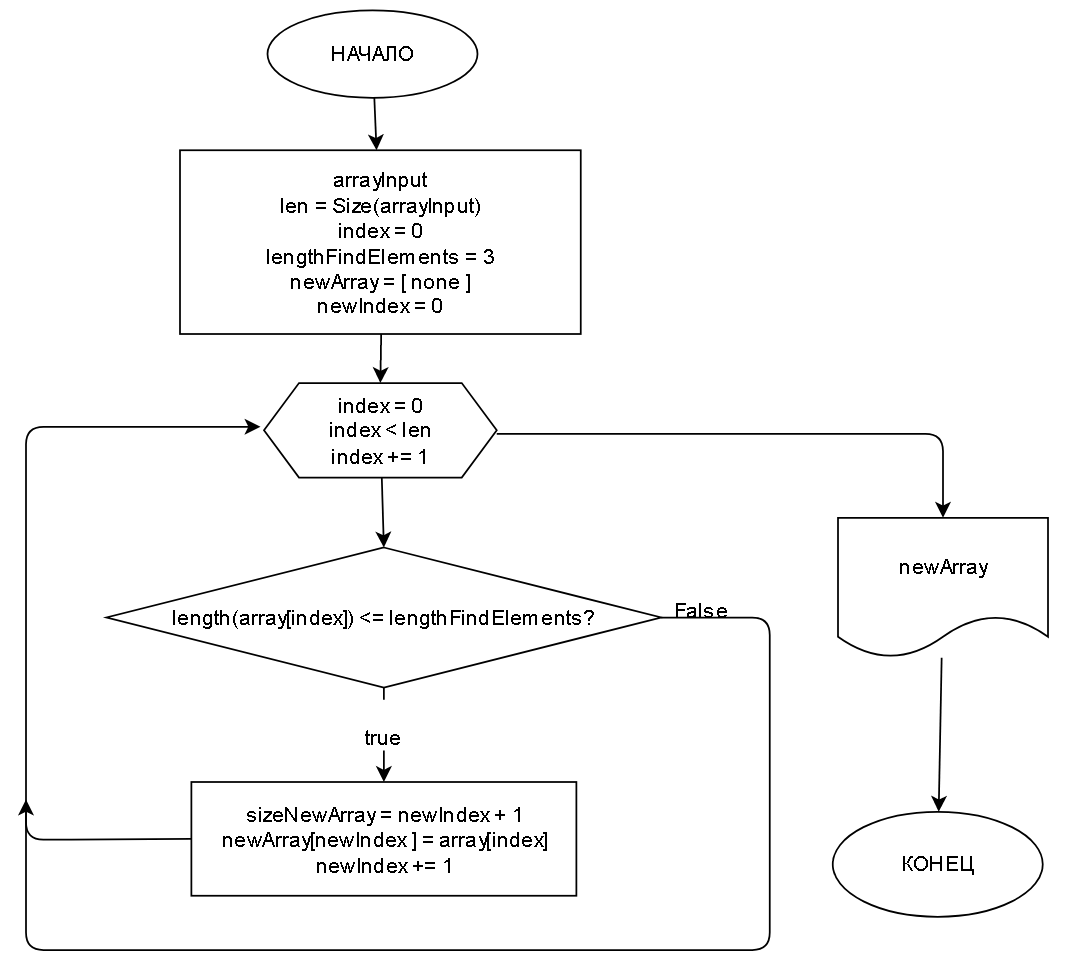 НАЧАЛО
arrayInput
len = Size(arrayInput)
index = 0
lengthFindElements = 3
newArray = [ none ]
newIndex = 0
index = 0
index < len
index += 1
length(array[index]) <= lengthFindElements?
False
true
sizeNewArray = newIndex + 1
newArray[newIndex ] = array[index]
newIndex += 1
newArray
КОНЕЦ